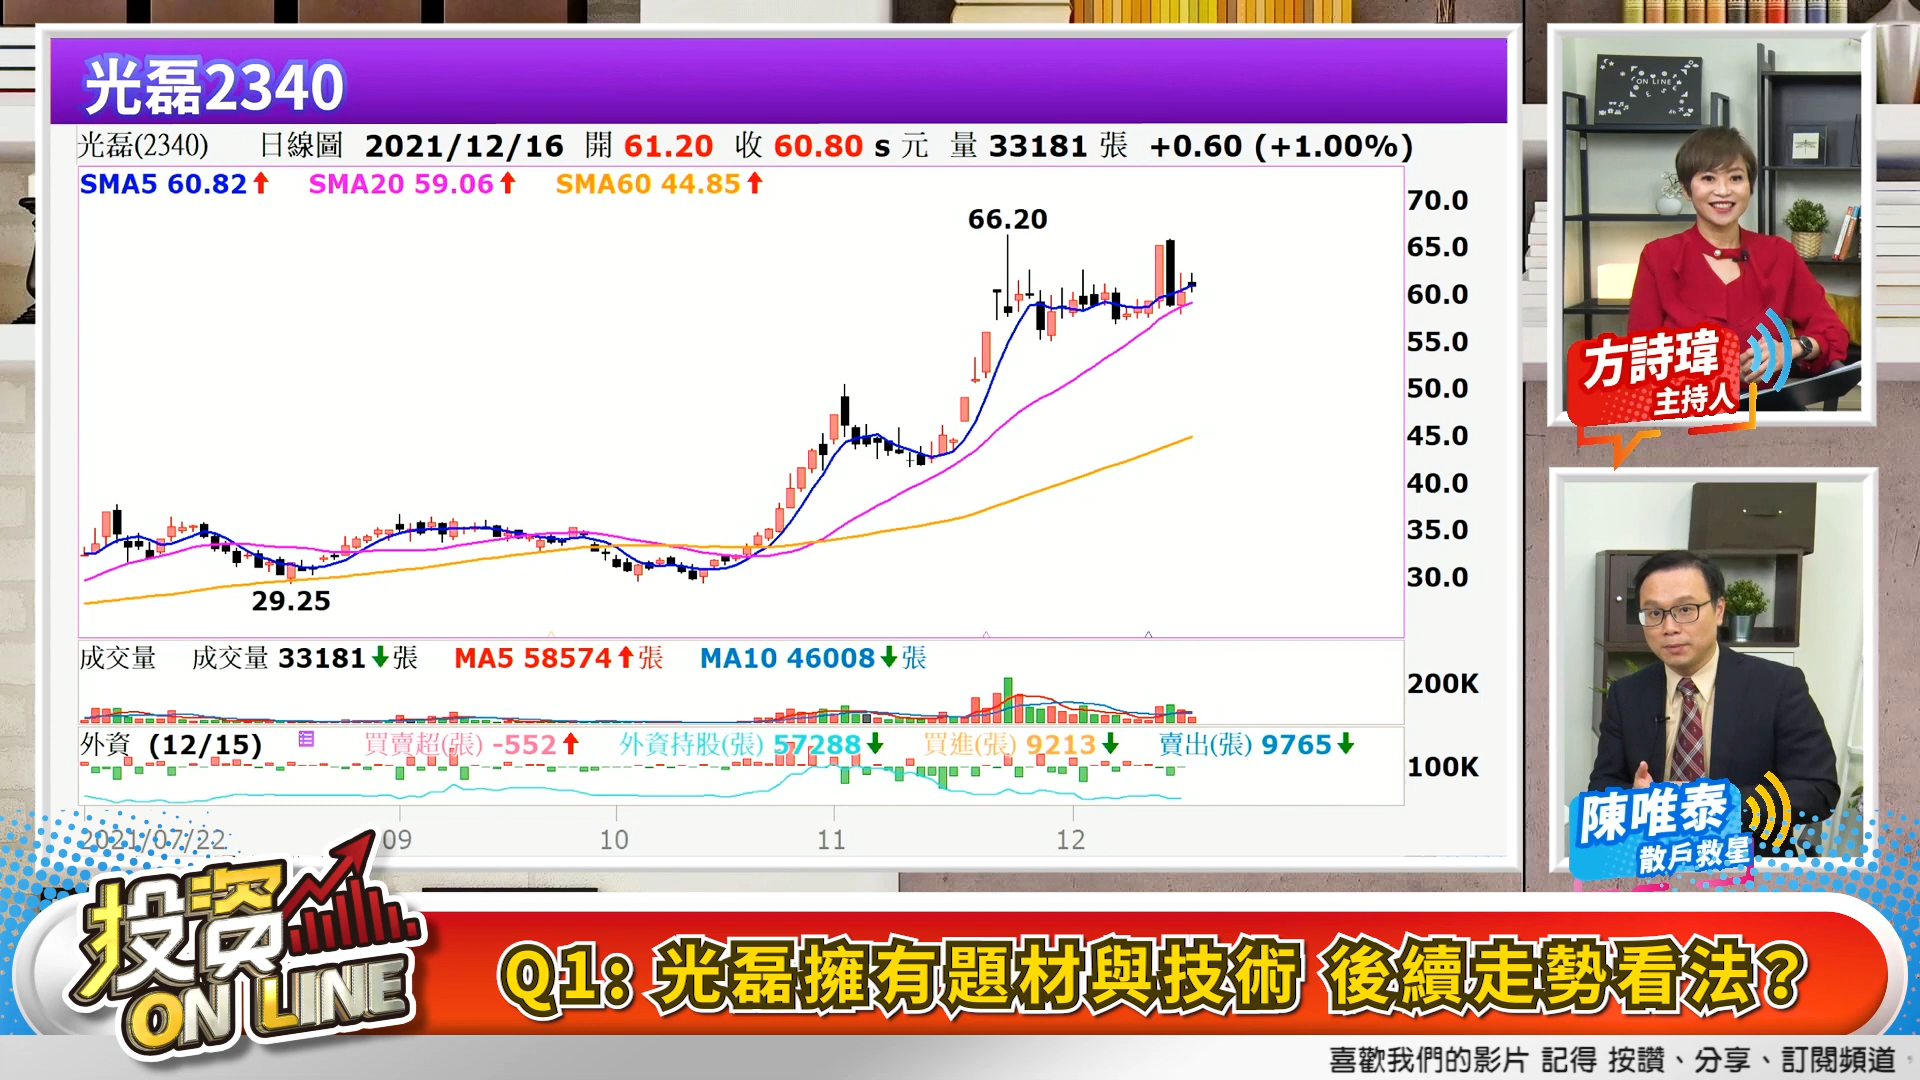 光磊2340
光磊(2340) 日線圖 2021/12/16 開 61.20 收 60.80 s 元 量 33181 張 +0.60 (+1.00%)
SMA5 60.82↑ SMA20 59.06↑ SMA60 44.85↑
66.20
29.25
70.0
65.0
60.0
55.0
50.0
45.0
40.0
35.0
30.0
成交量 成交量 33181↓張 MA5 58574↑張 MA10 46008↓張
200K
外資 (12/15) 買賣超(張) -552↑ 外資持股(張) 57288↓ 買進(張) 9213↓ 賣出(張) 9765↓
100K
2021/07/22 09 10 11 12
ON LINE
方詩瑋
主持人
陳唯泰
散戶救星
投資
ON LINE
Q1: 光磊擁有題材與技術 後續走勢看法?
喜歡我們的影片 記得 按讚、分享、訂閱頻道